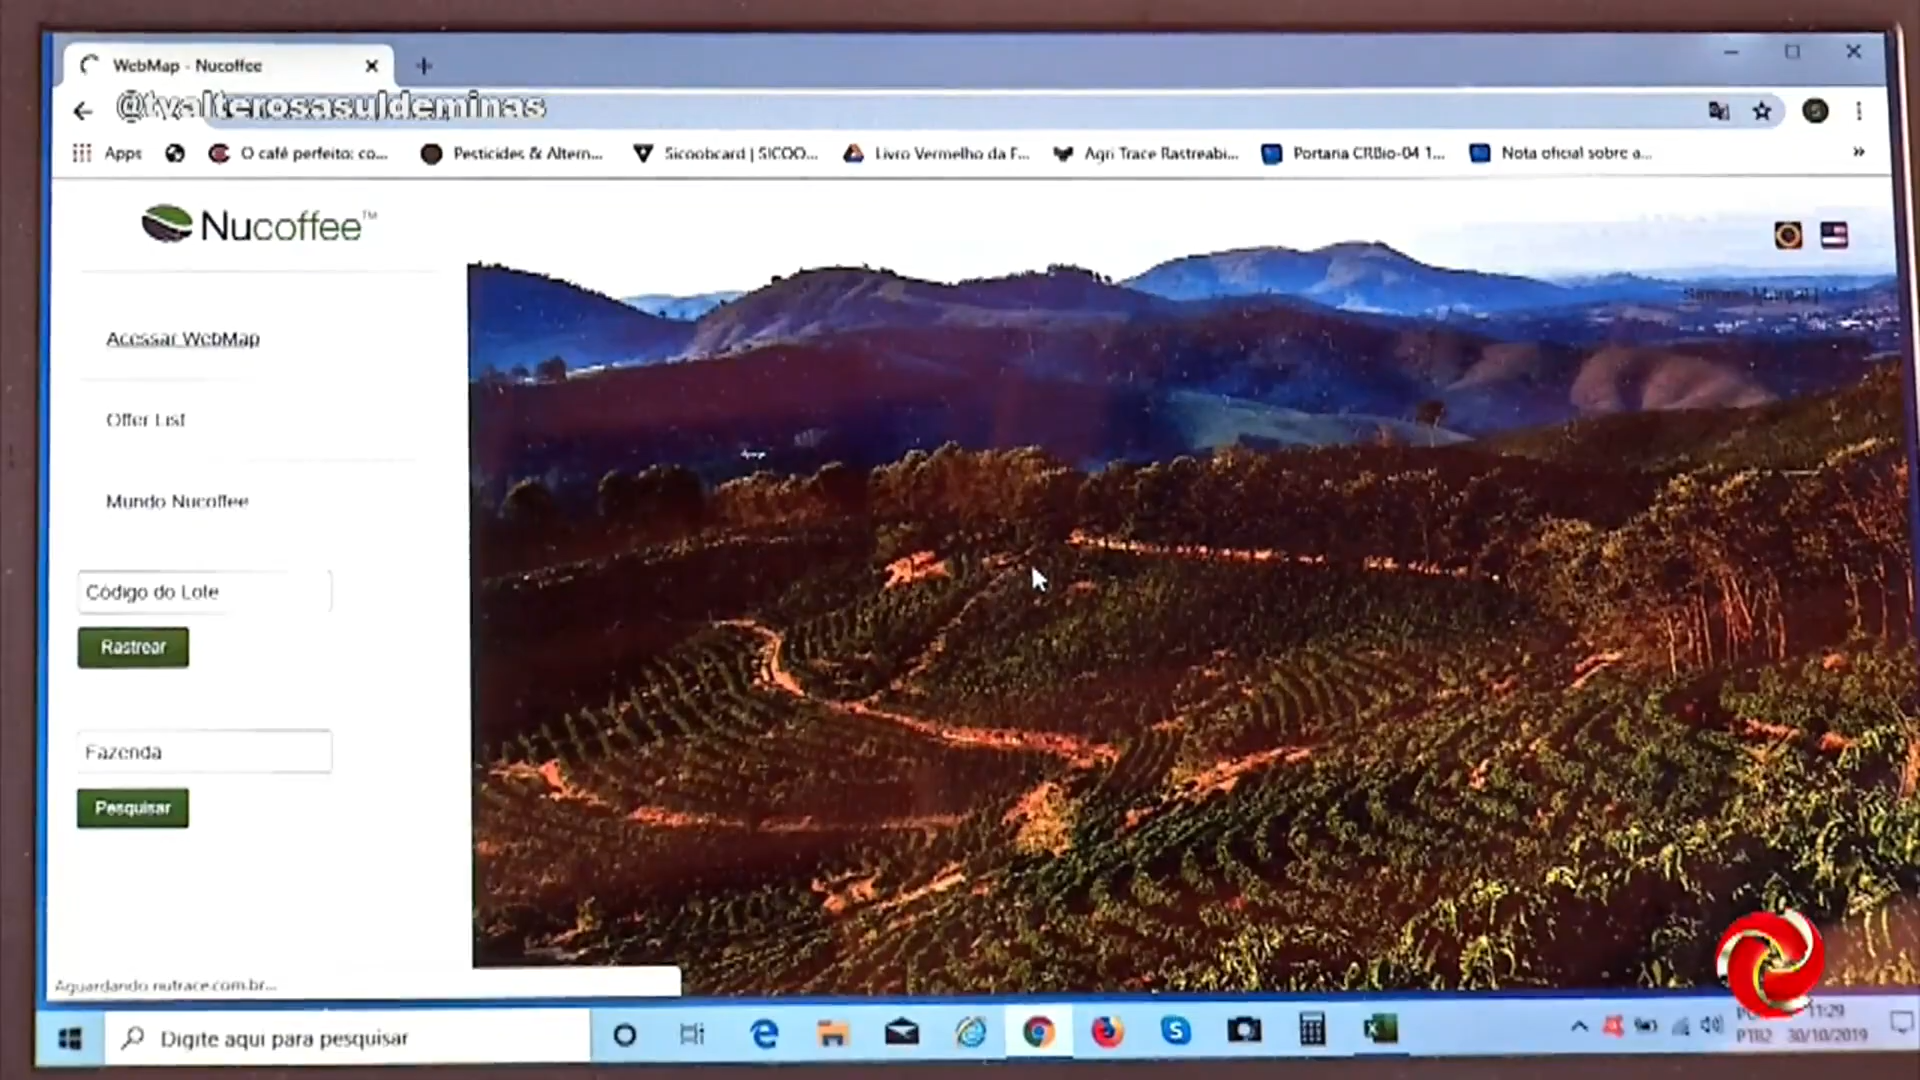 WebMap - Nucoffee
@tvalterosasuldeminas
Apps
O café perfeito: co...
Pesticides & Altern...
Sicoobcard | SICOO...
Livro Vermelho da F...
Agri Trace Rastreabi...
Portaria CRBio-04 1...
Nota oficial sobre a...
»
Nucoffee™
Acessar WebMap
Offer List
Mundo Nucoffee
Código do Lote
Rastrear
Fazenda
Pesquisar
Aguardando nutrace.com.br...
Digite aqui para pesquisar
11:29
PTB2 30/10/2019